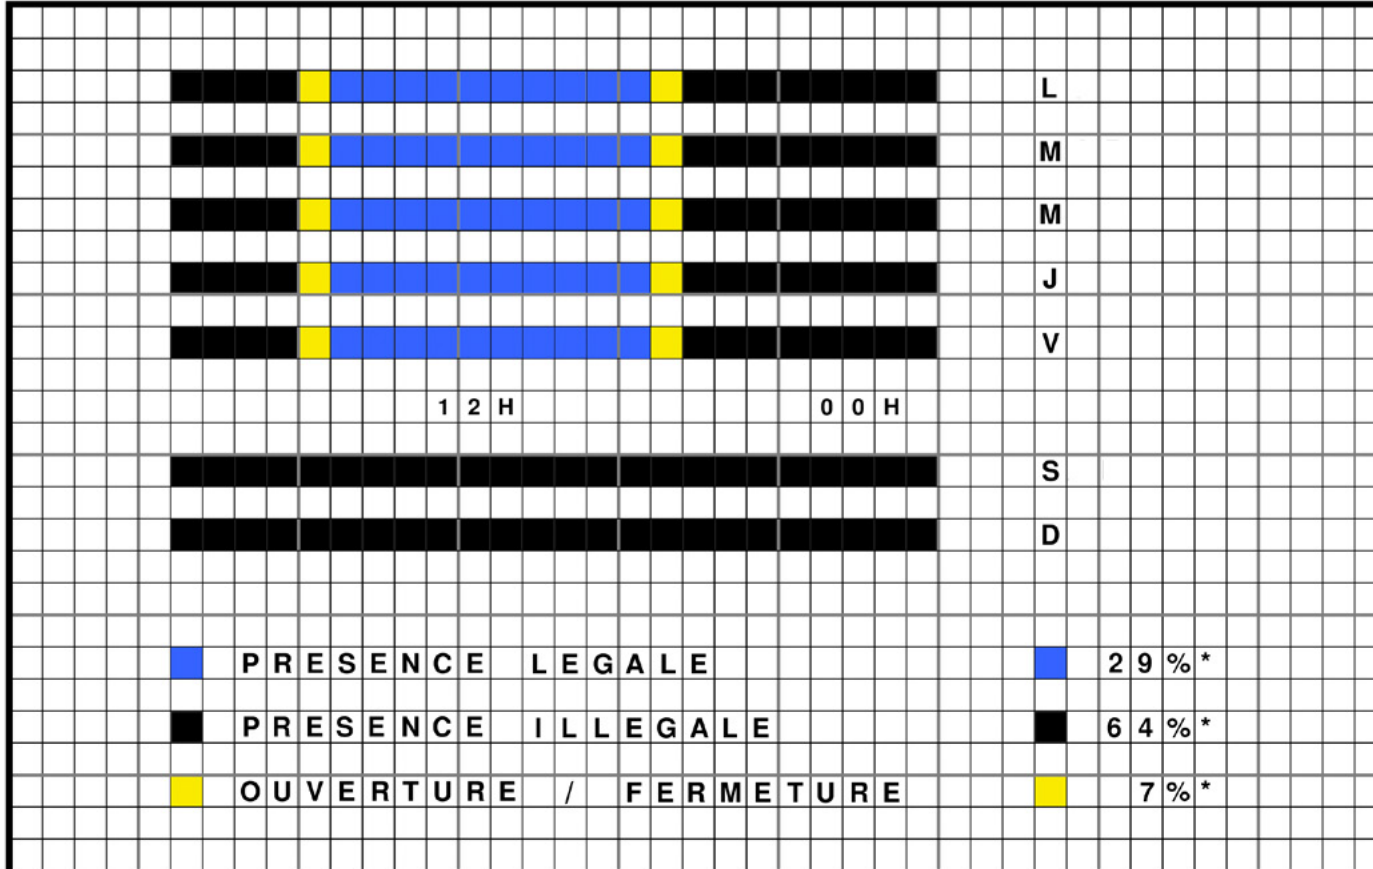 L
M
M
J
V
12H 00H
S
D
PRESENCE LEGALE 29%*
PRESENCE ILLEGALE 64%*
OUVERTURE / FERMETURE 7%*